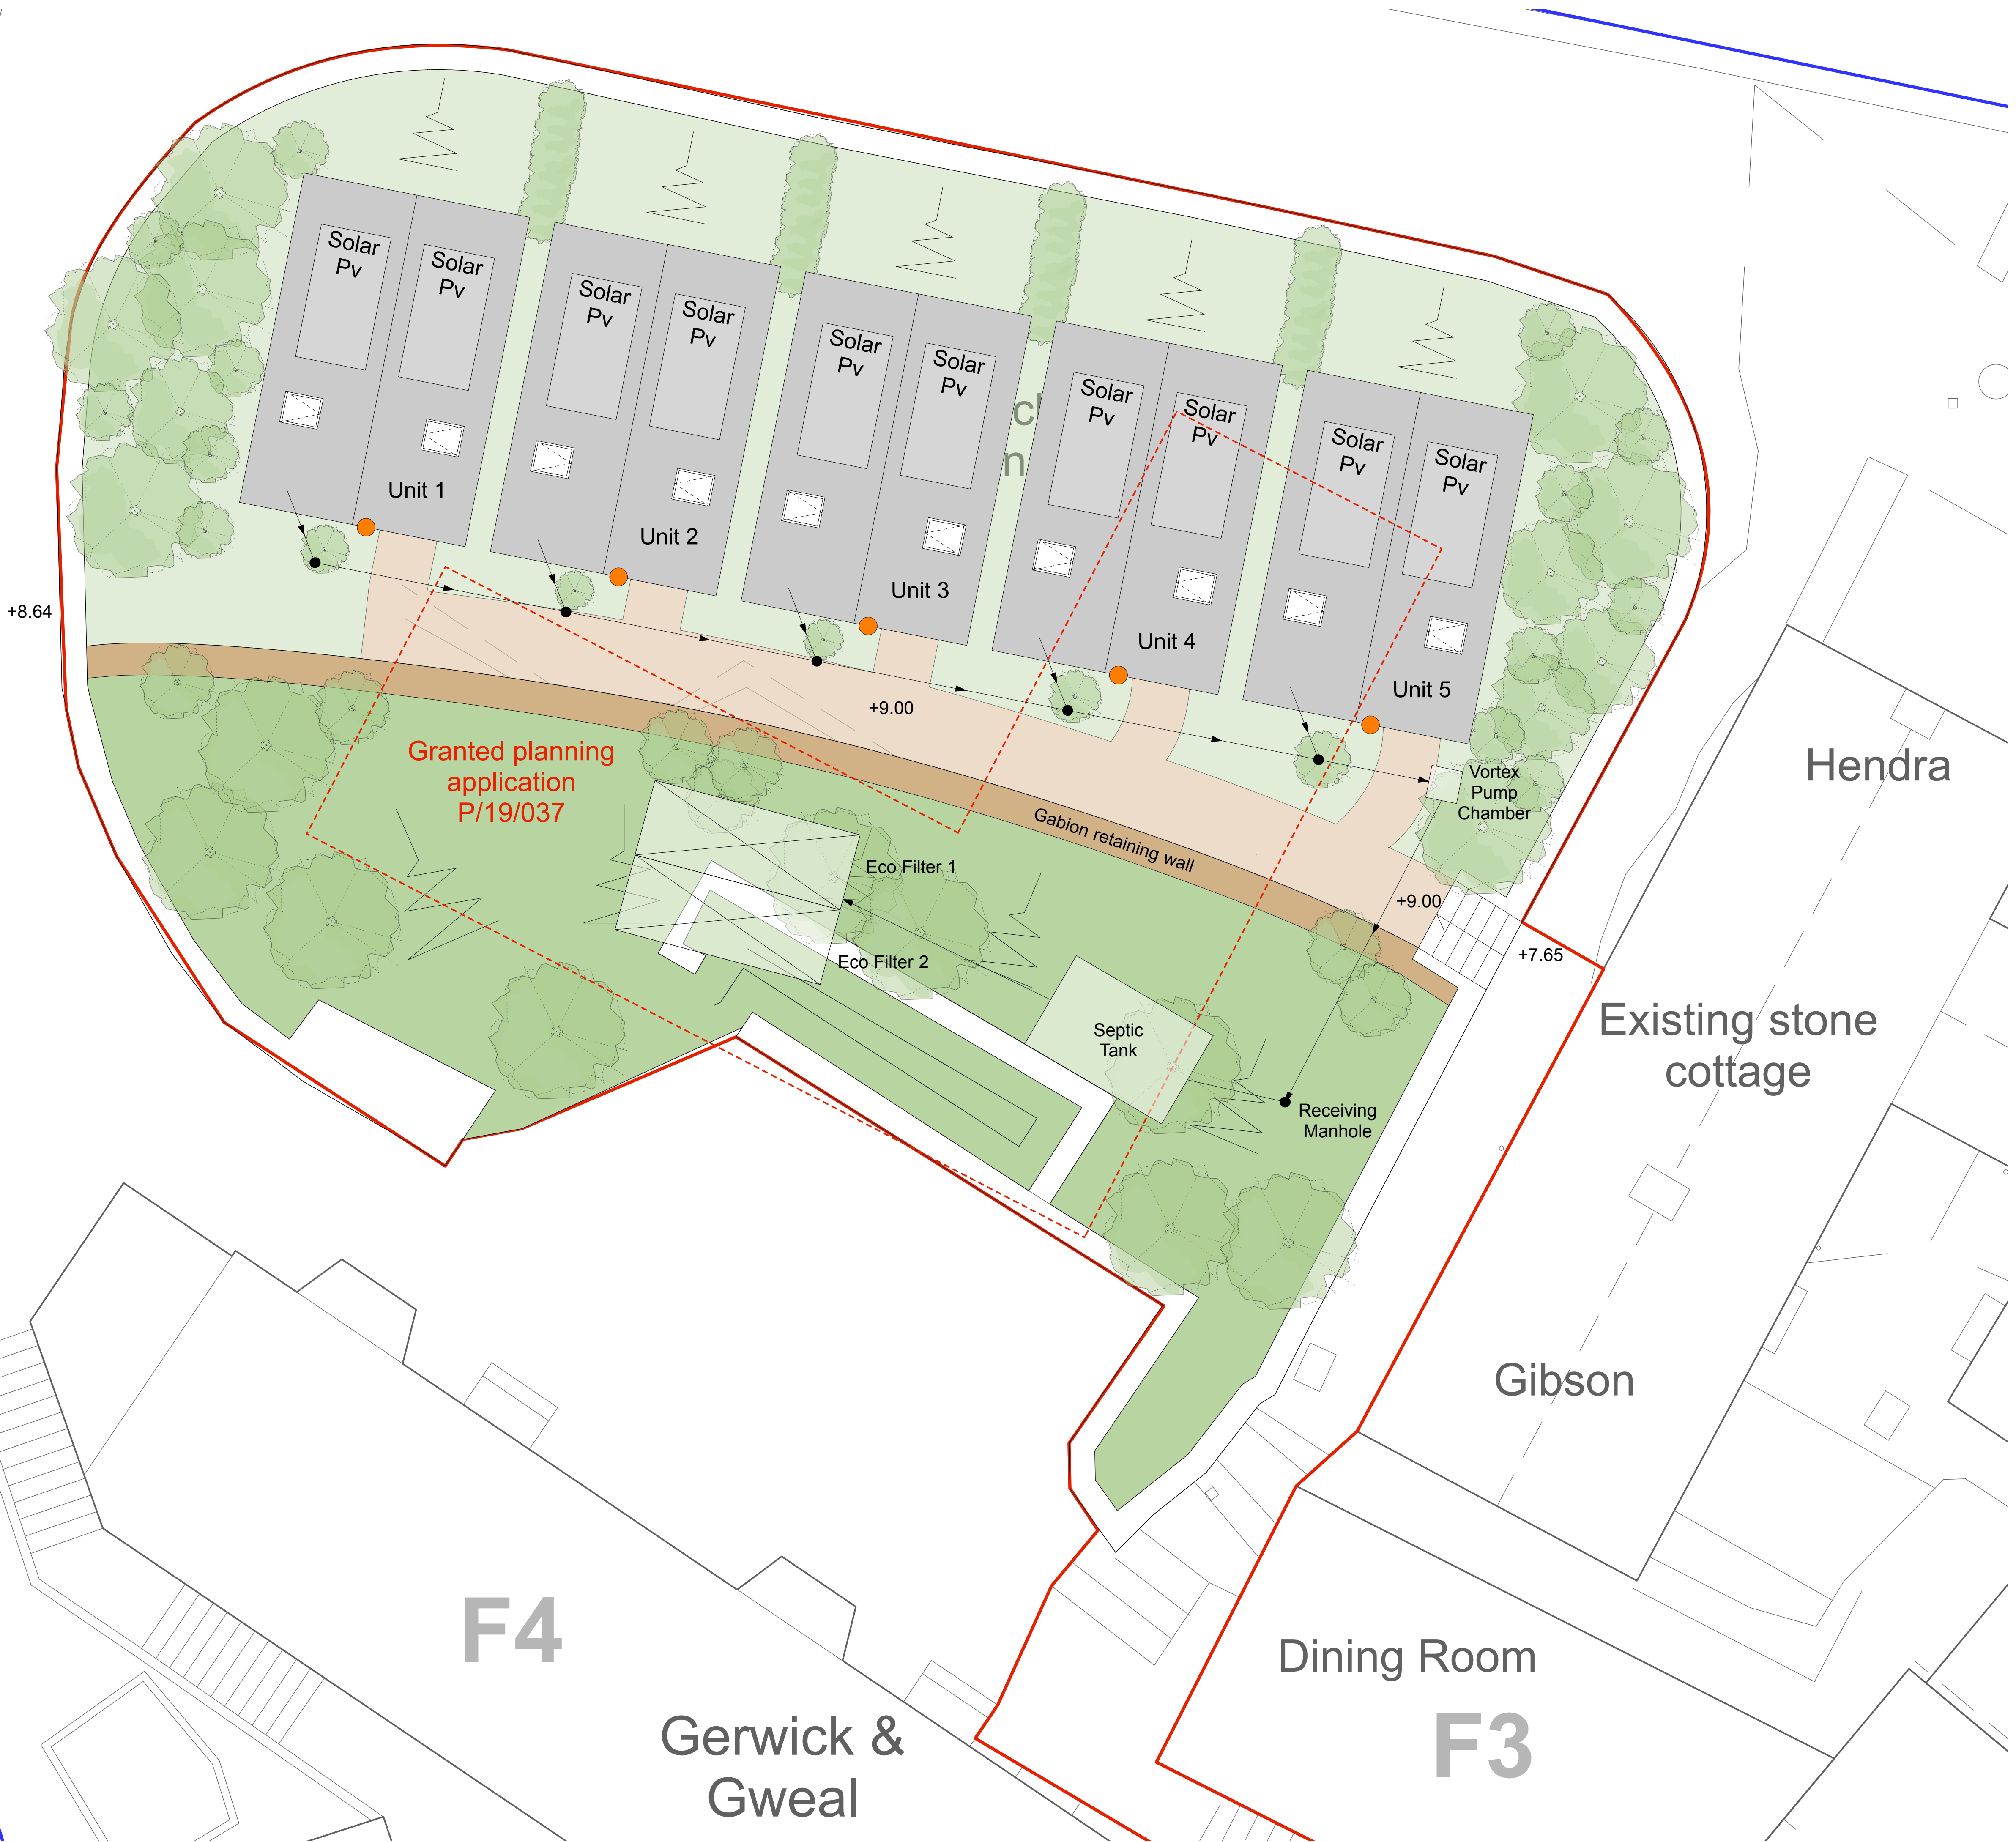 Solar
Pv
Solar
Pv
Unit 1
Solar
Pv
Solar
Pv
Unit 2
Solar
Pv
Solar
Pv
Unit 3
Solar
Pv
Solar
Pv
Unit 4
Solar
Pv
Solar
Pv
Unit 5
+8.64
+9.00
Granted planning
application
P/19/037
Gabion retaining wall
Vortex
Pump
Chamber
Hendra
Eco Filter 1
Eco Filter 2
+9.00
+7.65
Septic
Tank
Receiving
Manhole
Existing stone
cottage
Gibson
F4
Gerwick &
Gweal
Dining Room
F3